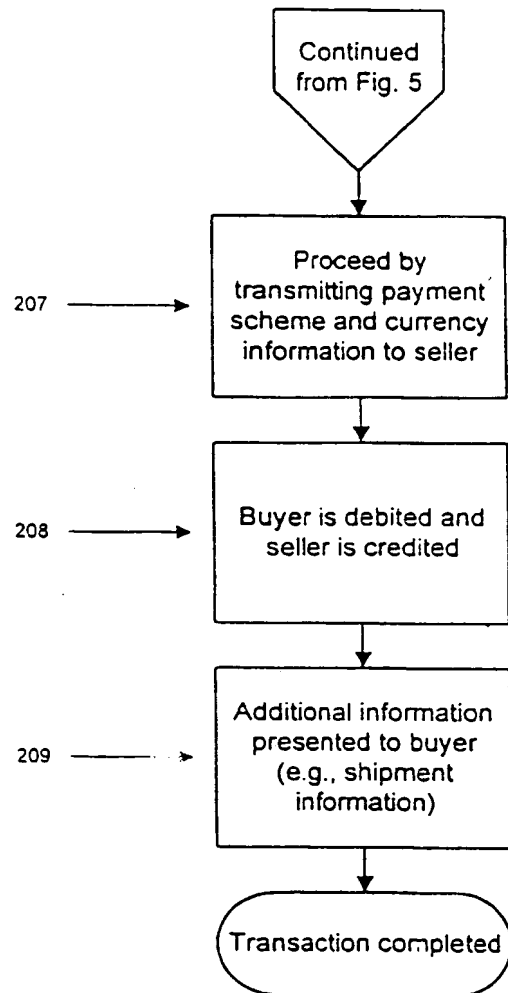 Continued
from Fig. 5
207
Proceed by
transmitting payment
scheme and currency
information to seller
208
Buyer is debited and
seller is credited
209
Additional information
presented to buyer
(e.g., shipment
information)
Transaction completed